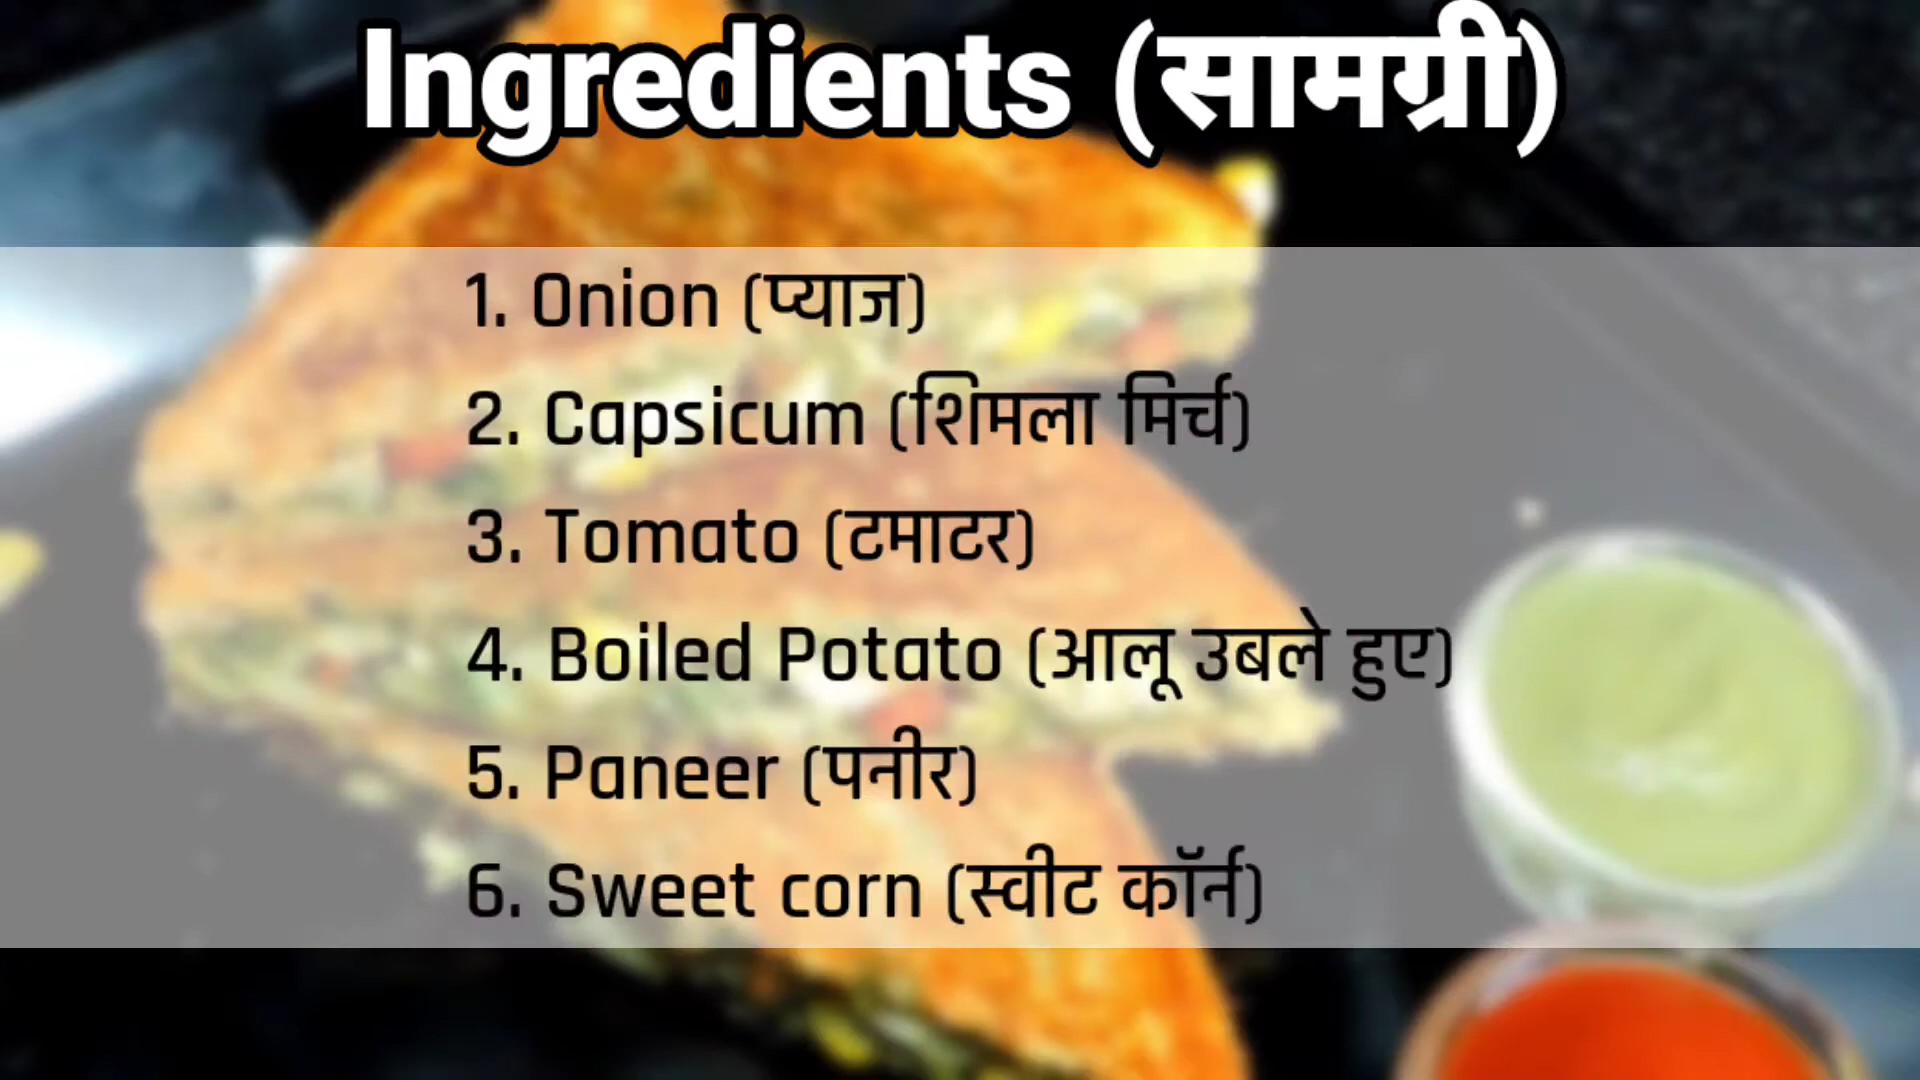 Ingredients (सामग्री)
1. Onion (प्याज)
2. Capsicum (शिमला मिर्च)
3. Tomato (टमाटर)
4. Boiled Potato (आलू उबले हुए)
5. Paneer (पनीर)
6. Sweet corn (स्वीट कॉर्न)